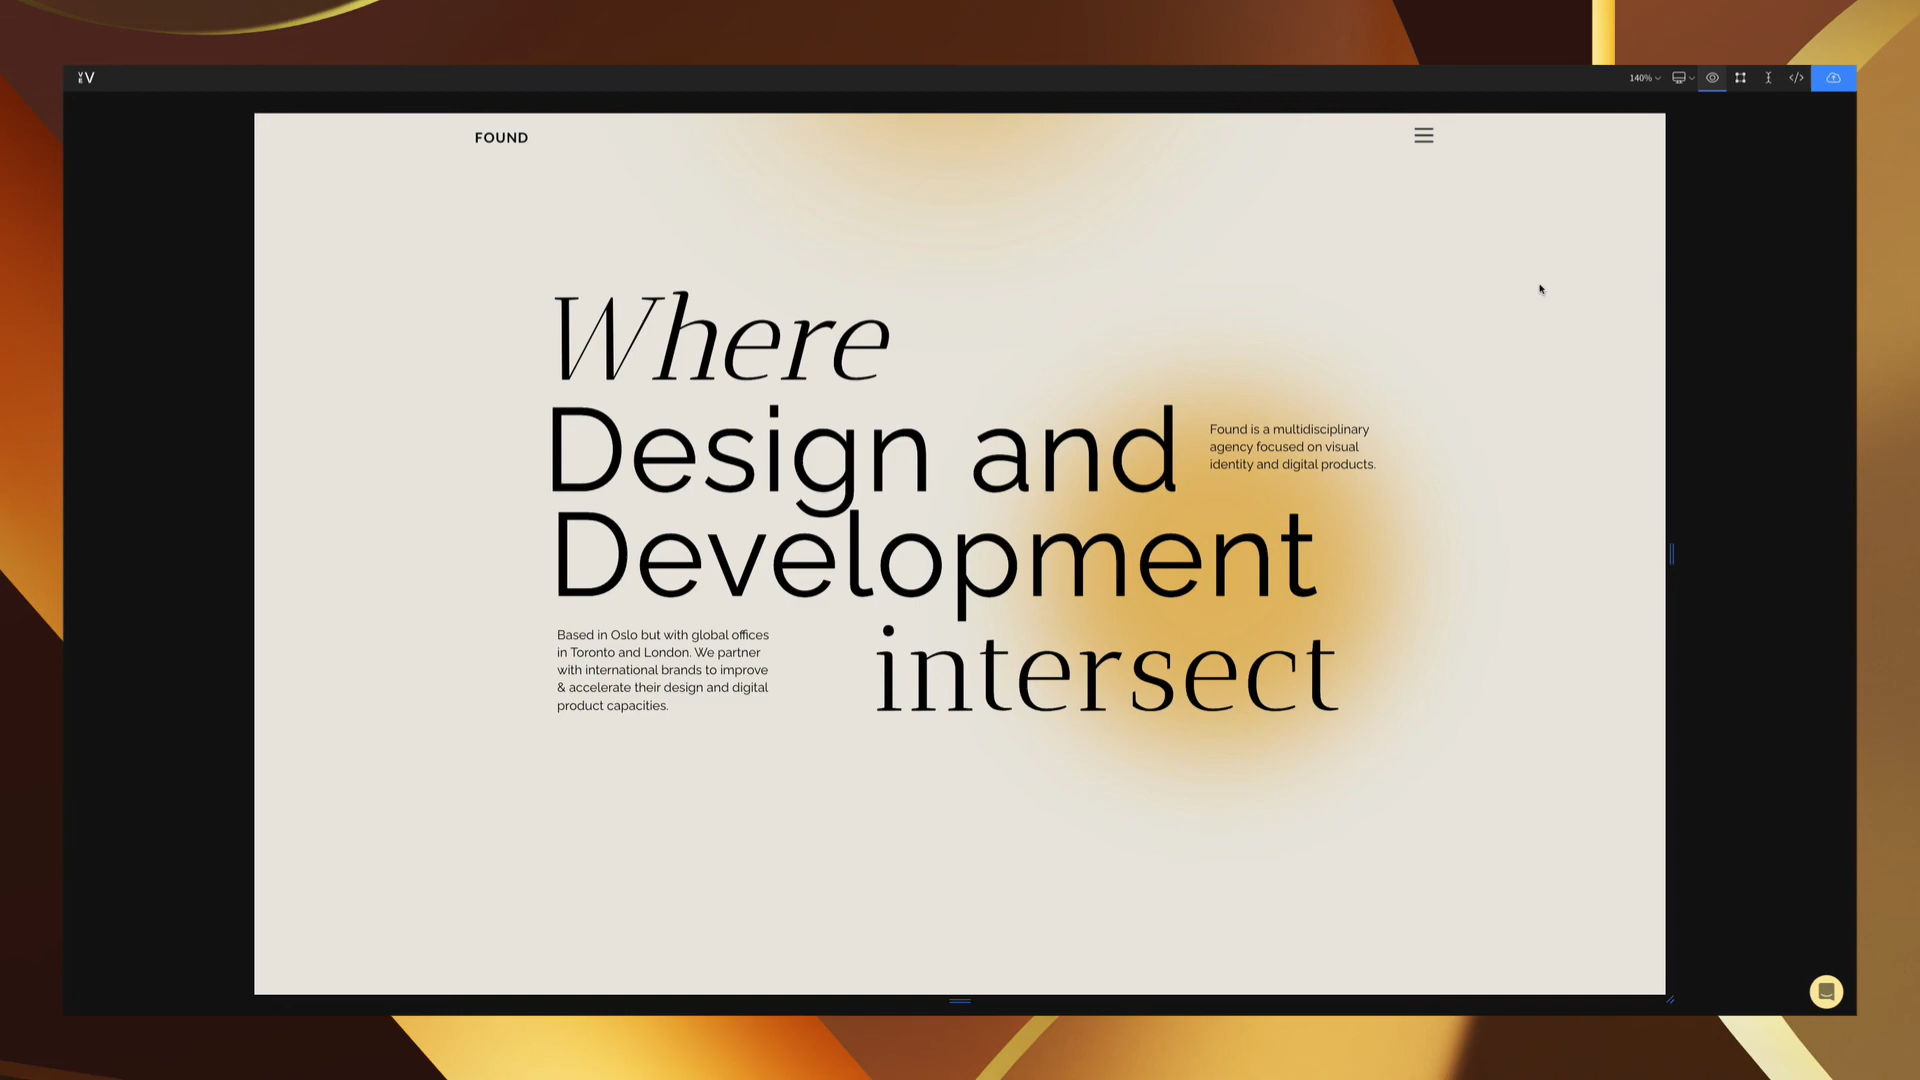 140%
FOUND
Where
Design and
Found is a multidisciplinary
agency focused on visual
identity and digital products.
Development
Based in Oslo but with global offices
in Toronto and London. We partner
with international brands to improve
& accelerate their design and digital
product capacities.
intersect